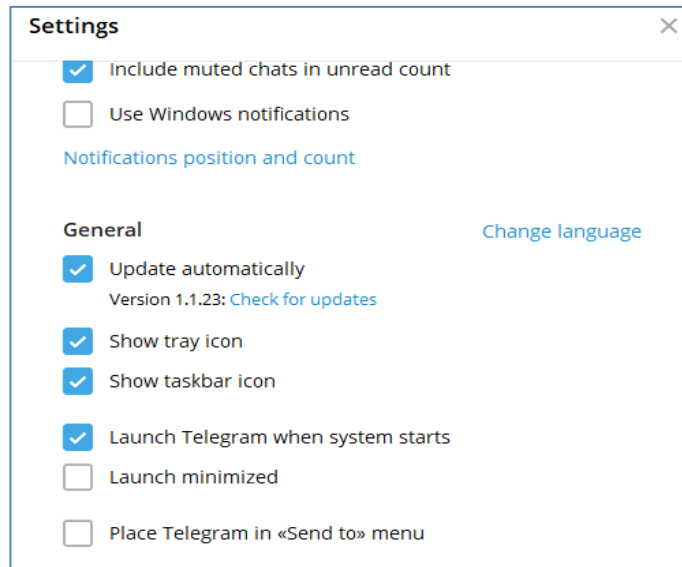 Settings
Include muted chats in unread count
Use Windows notifications
Notifications position and count
General
Change language
Update automatically
Version 1.1.23: Check for updates
Show tray icon
Show taskbar icon
Launch Telegram when system starts
Launch minimized
Place Telegram in «Send to» menu